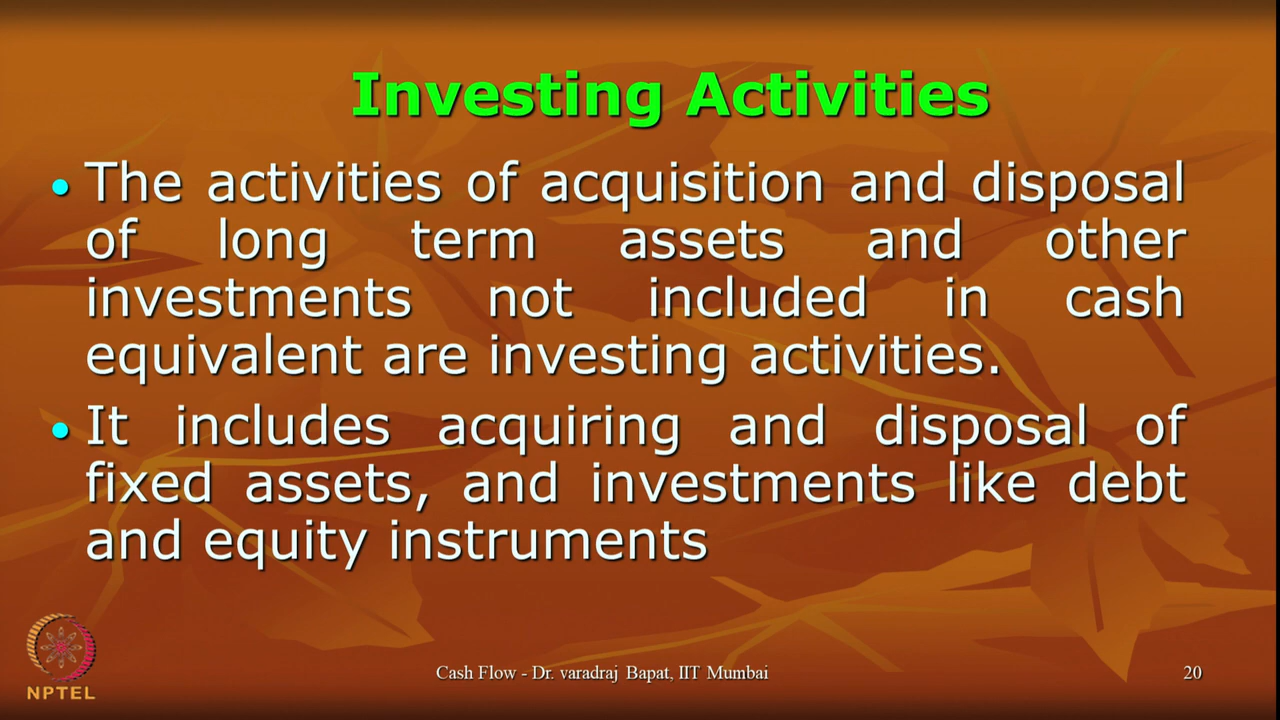 Investing Activities
• The activities of acquisition and disposal
of long term assets and other
investments not included in cash
equivalent are investing activities.
• It includes acquiring and disposal of
fixed assets, and investments like debt
and equity instruments
NPTEL
Cash Flow - Dr. varadraj Bapat, IIT Mumbai
20